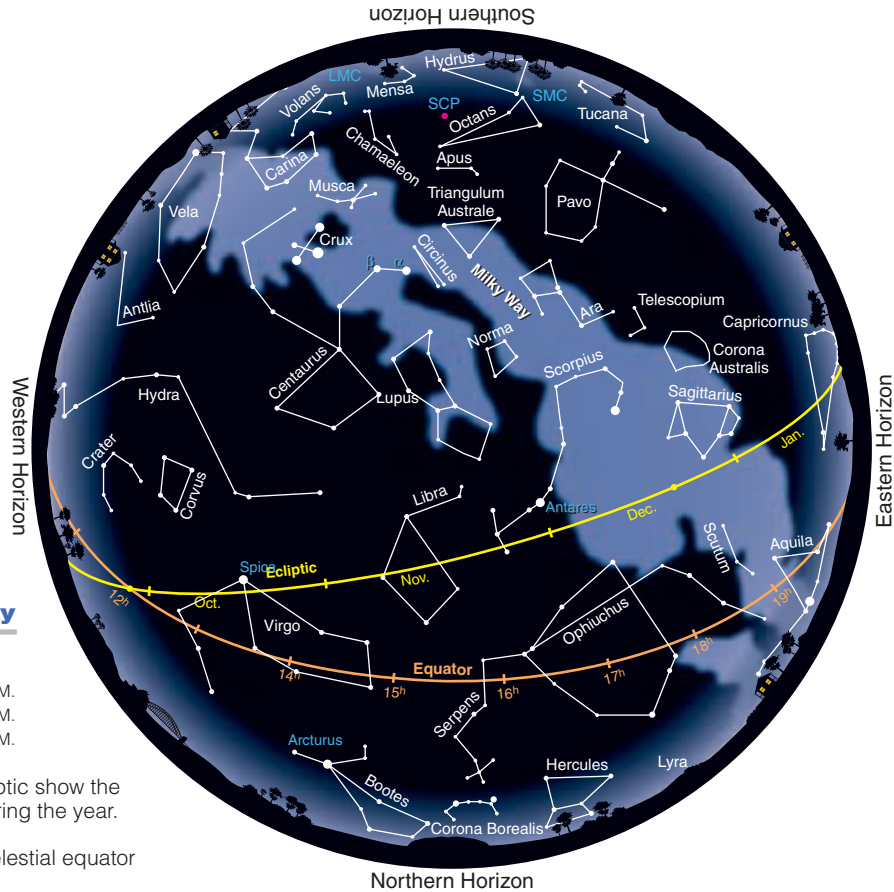 Southern Horizon
Hydrus
LMC
Mensa
Volans
SCP
SMC
Octans
Tucana
Chamaeleon
Carina
Apus
Musca
Triangulum
Australe
Pavo
Vela
Crux
Circinus
β
α
Milky Way
Antlia
Telescopium
Ara
Norma
Capricornus
Corona
Australis
Scorpius
Centaurus
Hydra
Lupus
Sagittarius
Western Horizon
Eastern Horizon
Crater
Corvus
Jan.
Libra
Antares
Dec.
Scutum
Aquila
Spica
Ecliptic
Nov.
Oct.
12h
19h
Ophiuchus
Virgo
18h
Equator
14h
17h
15h
16h
Serpens
Arcturus
Hercules
Lyra
Bootes
Corona Borealis
Northern Horizon
y
M.
M.
M.
ptic show the
ring the year.
elestial equator